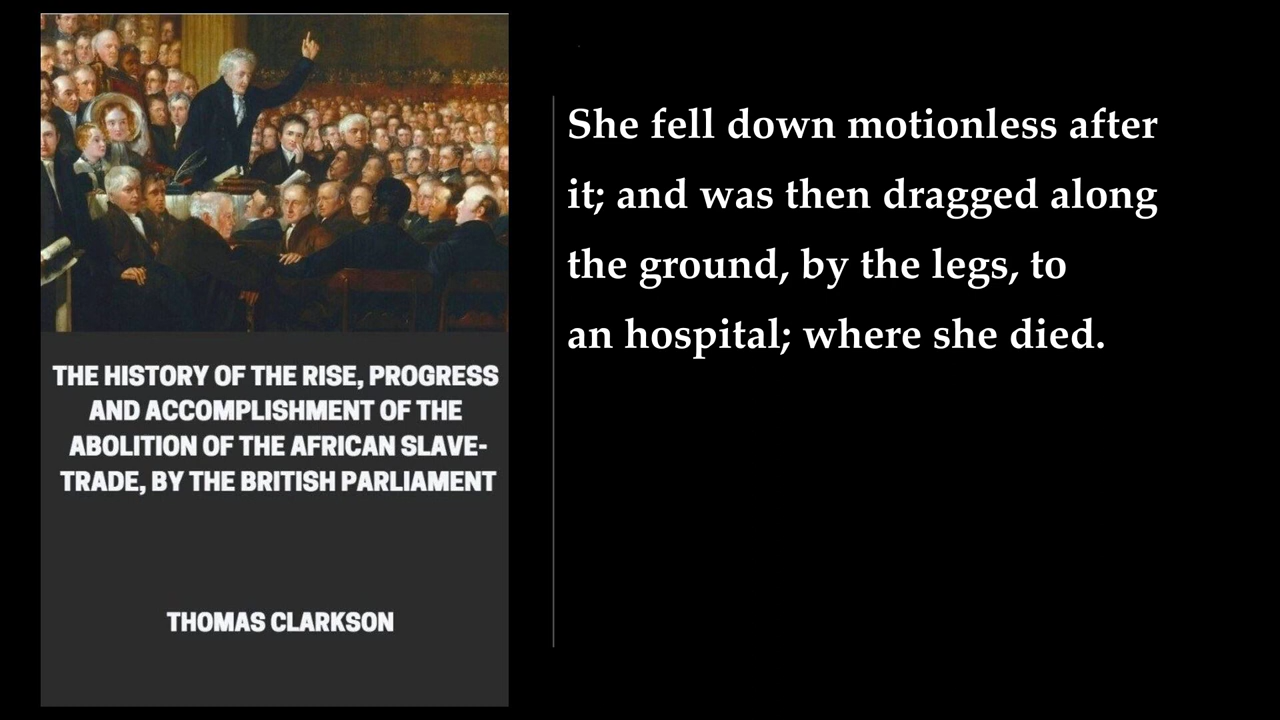 THE HISTORY OF THE RISE, PROGRESS
AND ACCOMPLISHMENT OF THE
ABOLITION OF THE AFRICAN SLAVE-
TRADE, BY THE BRITISH PARLIAMENT
THOMAS CLARKSON
She fell down motionless after
it; and was then dragged along
the ground, by the legs, to
an hospital; where she died.